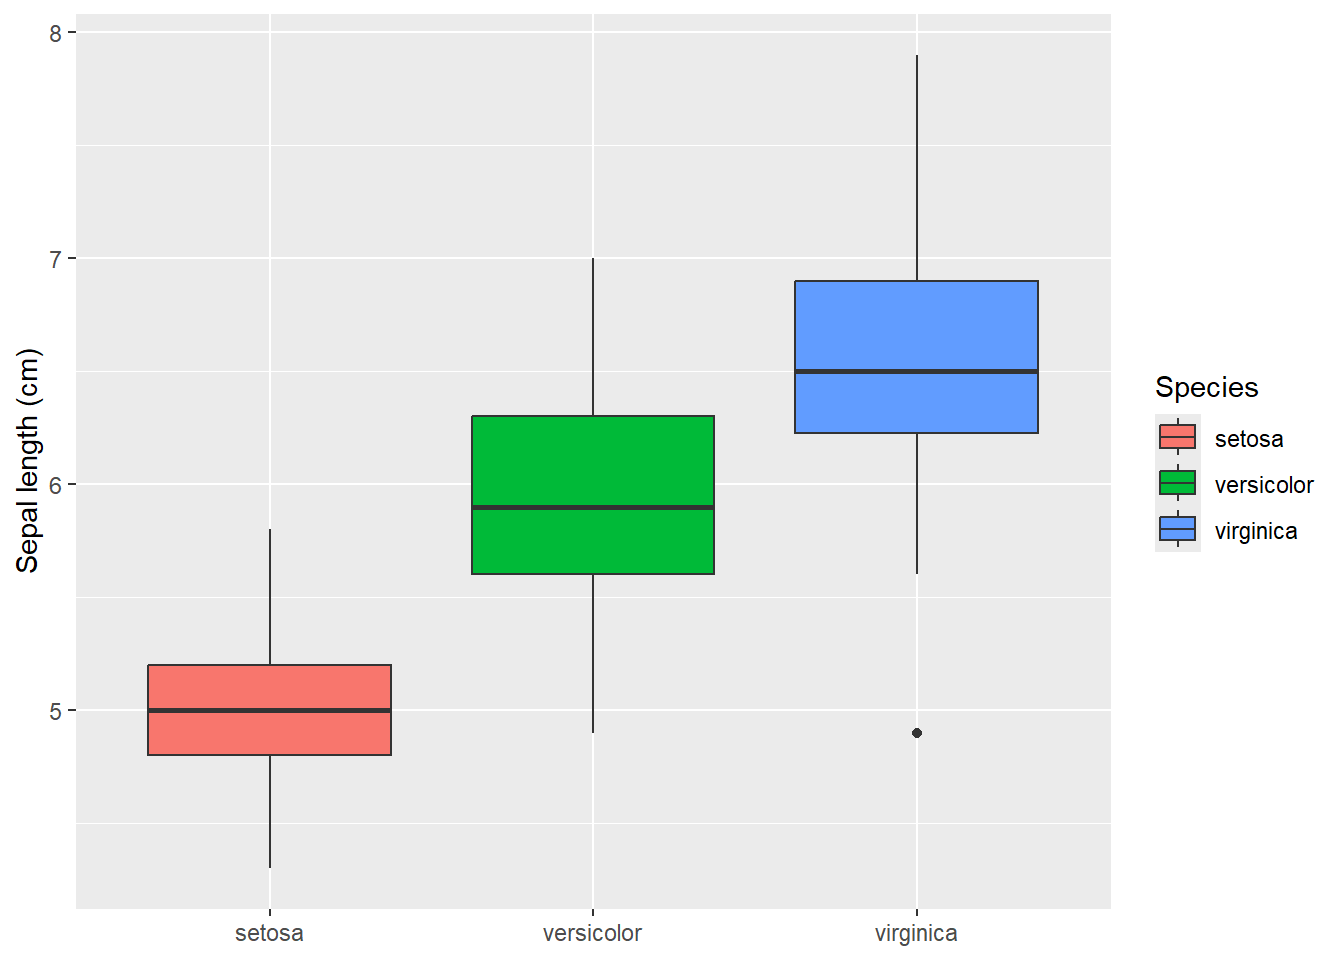 8
7
6
5
Sepal length (cm)
setosa
versicolor
virginica
Species
setosa
versicolor
virginica